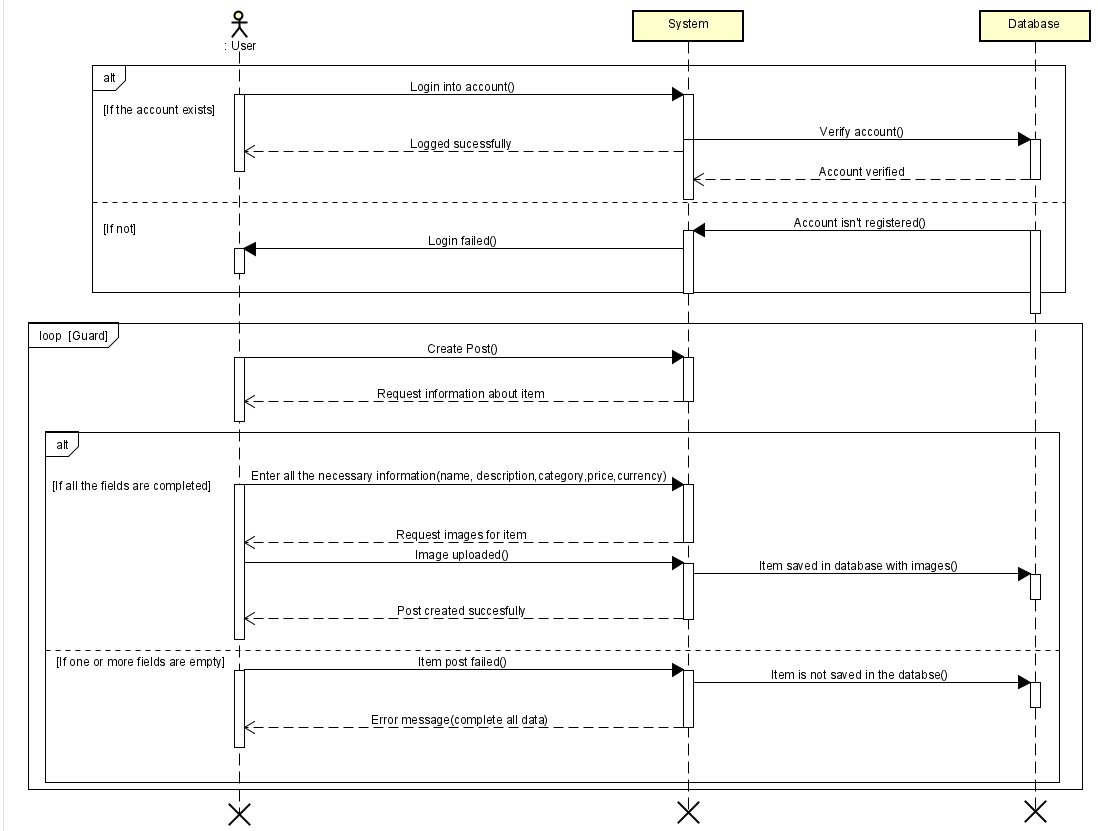 : User
System
Database
alt
Login into account()
[If the account exists]
Verify account()
Logged sucessfully
Account verified
[If not]
Account isn't registered()
Login failed()
loop [Guard]
Create Post()
Request information about item
alt
Enter all the necessary information(name, description,category,price,currency)
[If all the fields are completed]
Request images for item
Image uploaded()
Item saved in database with images()
Post created succesfully
[If one or more fields are empty]
Item post failed()
Item is not saved in the databse()
Error message(complete all data)